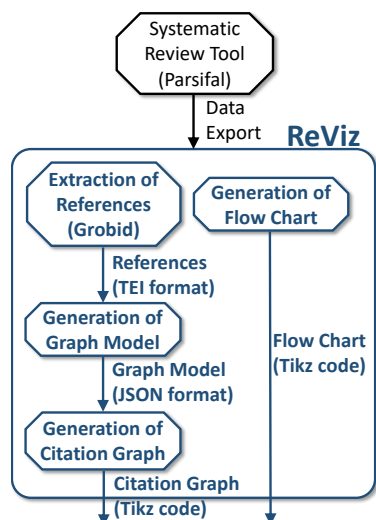 Systematic
Review Tool
(Parsifal)
Data
Export
ReViz
Extraction of
References
(Grobid)
Generation of
Flow Chart
References
(TEI format)
Generation of
Graph Model
Flow Chart
(Tikz code)
Graph Model
(JSON format)
Generation of
Citation Graph
Citation Graph
(Tikz code)